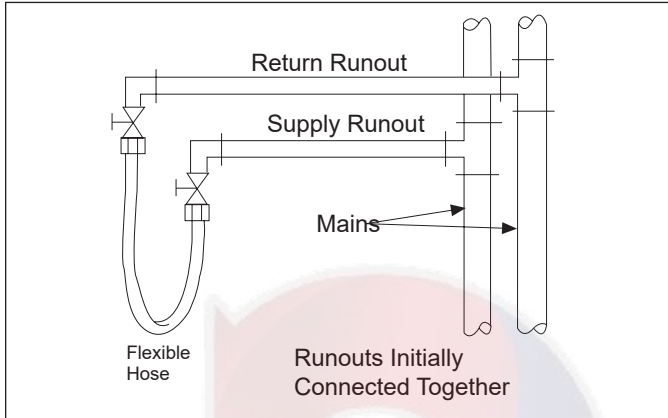 Return Runout
Supply Runout
Mains
Flexible
Hose
Runouts Initially
Connected Together